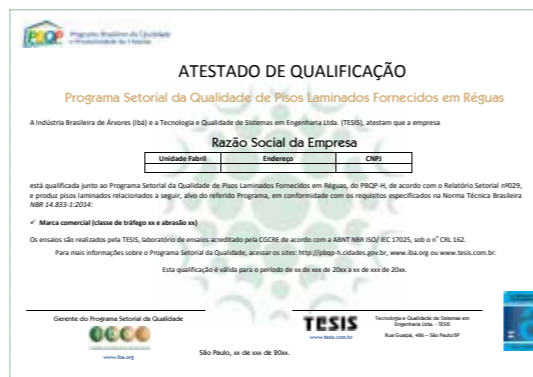 Programa Brasileiro da Qualidade
e Produtividade do Habitat
ATESTADO DE QUALIFICAÇÃO
Programa Setorial da Qualidade de Pisos Laminados Fornecidos em Réguas
A Indústria Brasileira de Árvores (Ibá) e a Tecnologia e Qualidade de Sistemas em Engenharia Ltda. (TESIS), atestam que a empresa
Razão Social da Empresa
Unidade Fabril Endereço CNPJ
está qualificada junto ao Programa Setorial da Qualidade de Pisos Laminados Fornecidos em Réguas, do PBQP-H, de acordo com o Relatório Setorial nº029,
e produz pisos laminados relacionados a seguir, alvo do referido Programa, em conformidade com os requisitos especificados na Norma Técnica Brasileira
NBR 14.833-1:2014:
✓ Marca comercial (classe de tráfego xx e abrasão xx)
Os ensaios são realizados pela TESIS, laboratório de ensaios acreditado pela CGCRE de acordo com a ABNT NBR ISO/ IEC 17025, sob o n° CRL 162.
Para mais informações sobre o Programa Setorial da Qualidade, acessar os sites: http://pbqp-h.cidades.gov.br, www.iba.org ou www.tesis.com.br.
Esta qualificação é válida para o período de xx de xxx de 20xx a xx de xxx de 20xx.
Gerente do Programa Setorial da Qualidade
www.iba.org
TESIS
www.tesis.com.br
Tecnologia e Qualidade de Sistemas em
Engenharia Ltda. - TESIS
Rua Guaipá, 486 – São Paulo/SP
São Paulo, xx de xxx de 20xx.